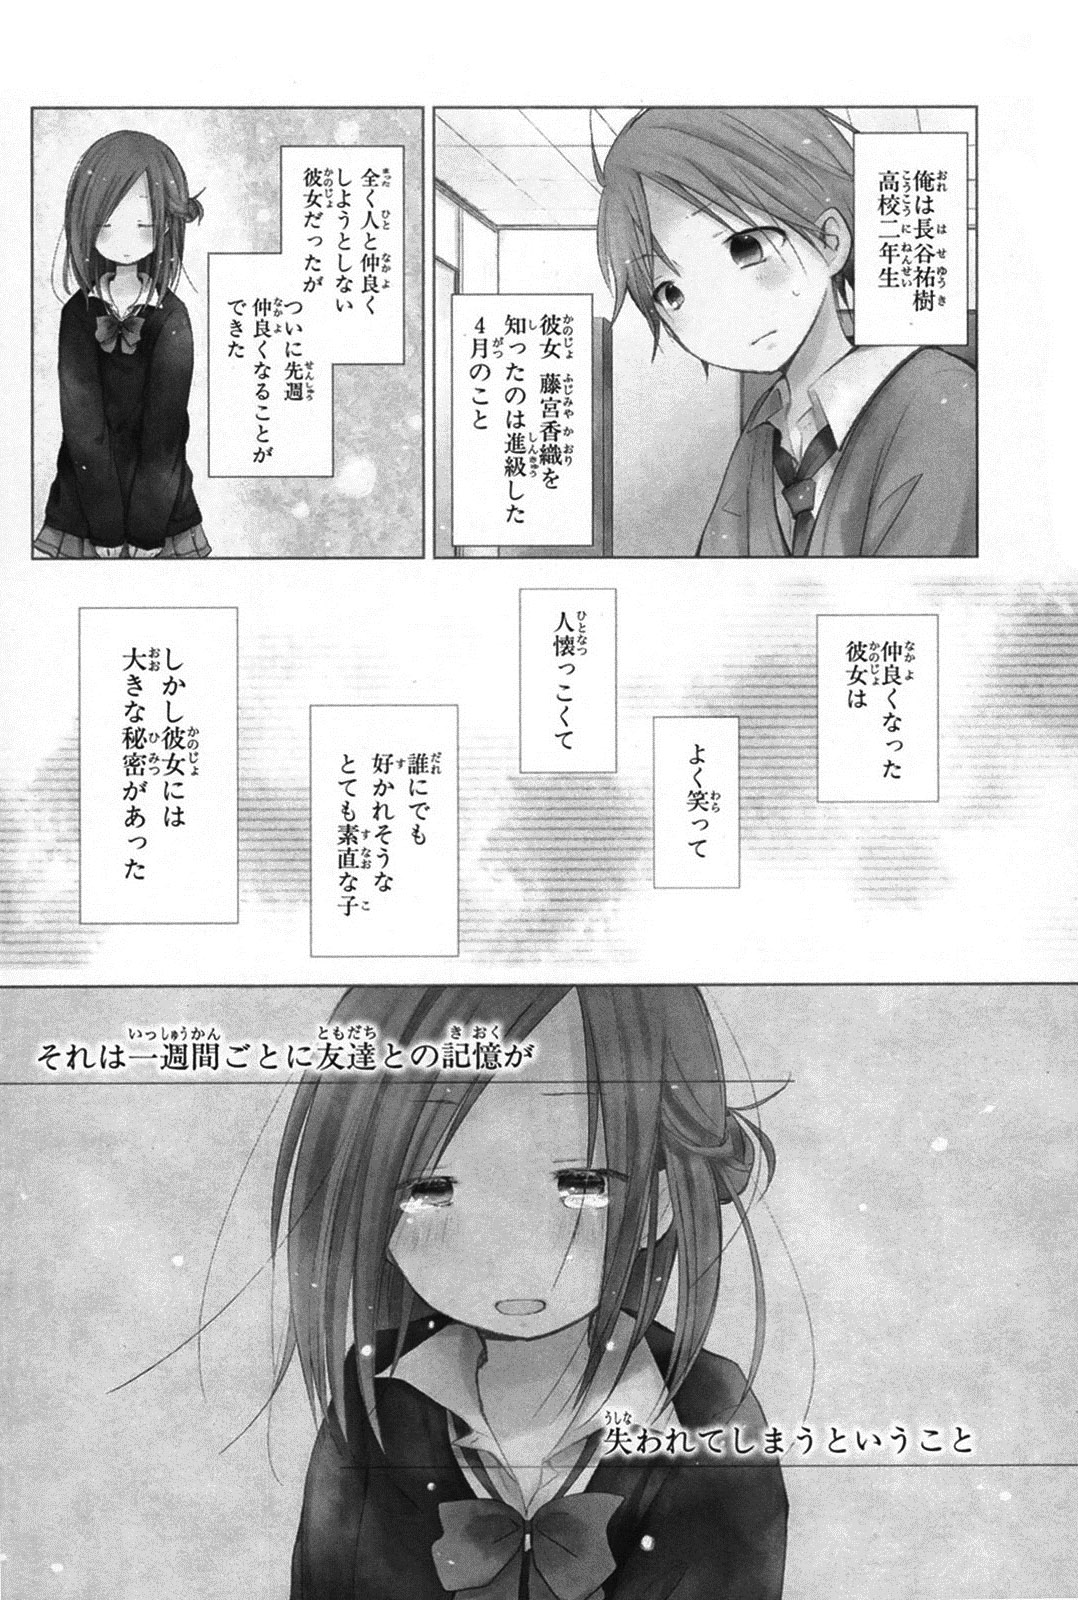 俺は長谷祐樹
高校二年生
彼女 藤宮香織を
知ったのは進級した
4月のこと
全く人と仲良く
しようとしない
彼女だったが
ついに先週
仲良くなることが
できた
仲良くなった
彼女は
よく笑って
人懐っこくて
誰にでも
好かれそうな
とても素直な子
しかし彼女には
大きな秘密があった
それは一週間ごとに友達との記憶が
失われてしまうということ